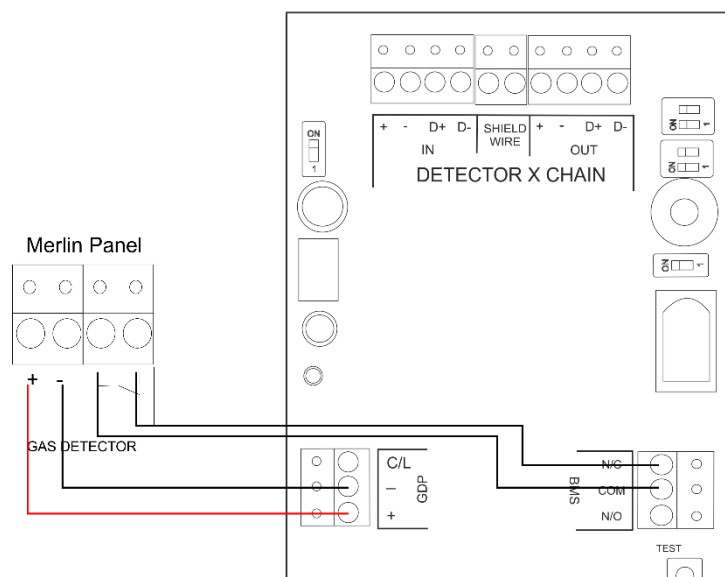 + - D+ D- SHIELD WIRE + - D+ D-
IN OUT
DETECTOR X CHAIN
ON
1
ON 1
ON 1
ON 1
Merlin Panel
+ -
GAS DETECTOR
C/L
–
+
GDP
BMS
N/C
COM
N/O
TEST